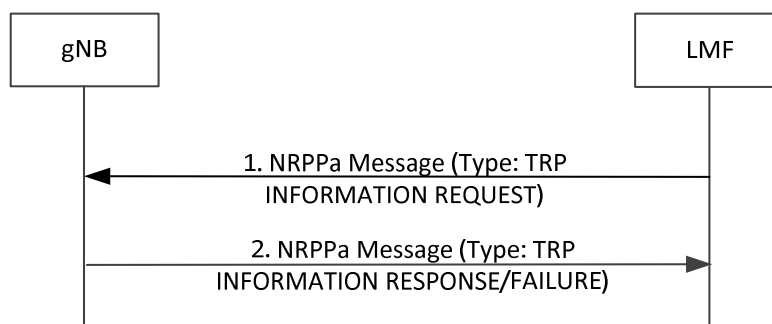 gNB
LMF
1. NRPPa Message (Type: TRP
INFORMATION REQUEST)
2. NRPPa Message (Type: TRP
INFORMATION RESPONSE/FAILURE)